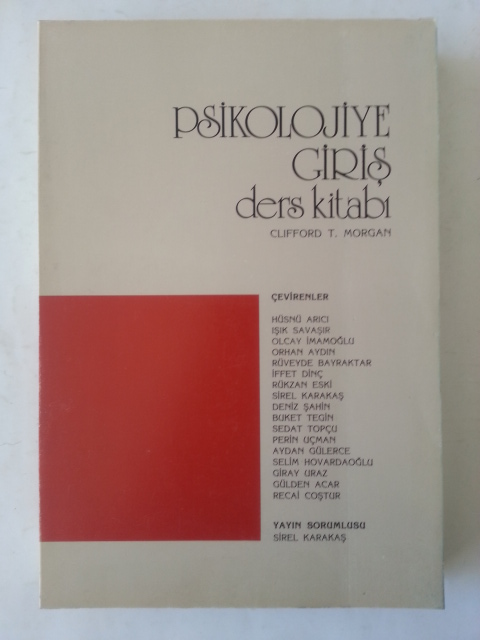 PSİKOLOJİYE
GİRİŞ
ders kitabı
CLIFFORD T. MORGAN
ÇEVİRENLER
HÜSNÜ ARICI
IŞIK SAVAŞIR
OLCAY İMAMOĞLU
ORHAN AYDIN
RÜVEYDE BAYRAKTAR
İFFET DİNÇ
RÜKZAN ESKİ
SİREL KARAKAŞ
DENİZ ŞAHİN
BUKET TEGİN
SEDAT TOPÇU
PERİN UÇMAN
AYDAN GÜLERCE
SELİM HOVARDAOĞLU
GİRAY URAZ
GÜLDEN ACAR
RECAİ COŞTUR
YAYIN SORUMLUSU
SİREL KARAKAŞ